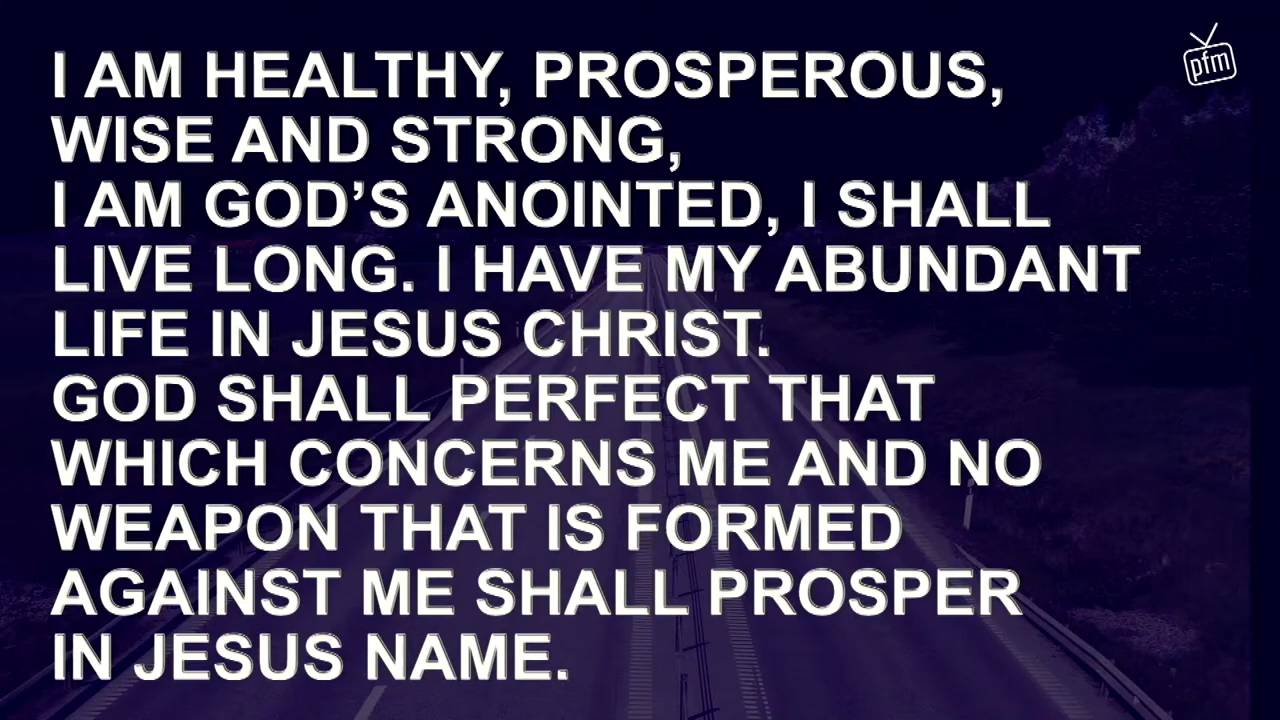 pfm
I AM HEALTHY, PROSPEROUS,
WISE AND STRONG,
I AM GOD’S ANOINTED, I SHALL
LIVE LONG. I HAVE MY ABUNDANT
LIFE IN JESUS CHRIST.
GOD SHALL PERFECT THAT
WHICH CONCERNS ME AND NO
WEAPON THAT IS FORMED
AGAINST ME SHALL PROSPER
IN JESUS NAME.